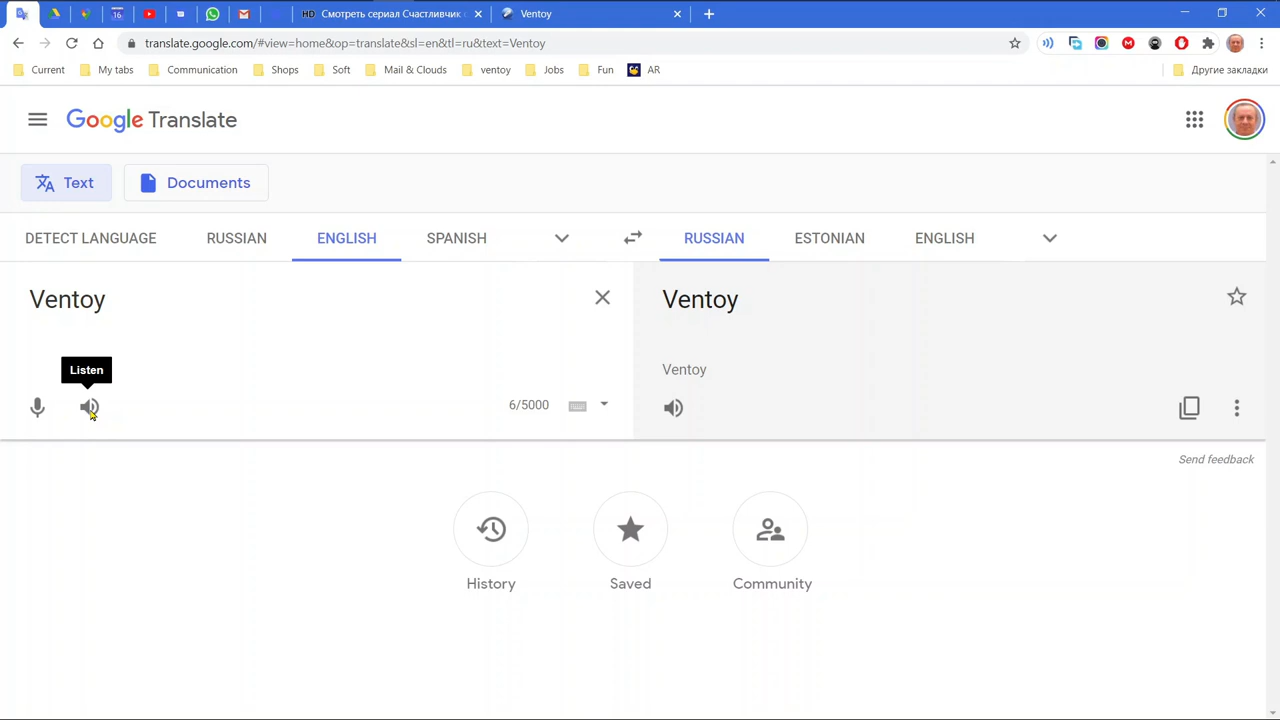 16
HD Смотреть сериал Счастливчик
Ventoy
translate.google.com/#view=home&op=translate&sl=en&tl=ru&text=Ventoy
Current My tabs Communication Shops Soft Mail & Clouds ventoy Jobs Fun AR Другие закладки
Google Translate
Text Documents
DETECT LANGUAGE RUSSIAN ENGLISH SPANISH RUSSIAN ESTONIAN ENGLISH
Ventoy
Ventoy
Listen
Ventoy
6/5000
Send feedback
History Saved Community